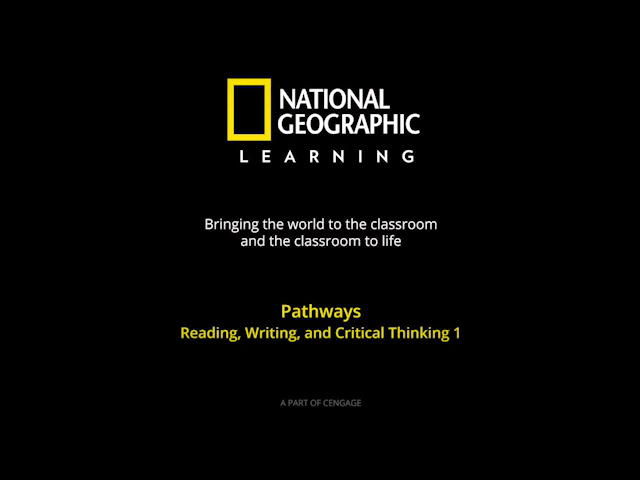 NATIONAL
GEOGRAPHIC
LEARNING
Bringing the world to the classroom
and the classroom to life
Pathways
Reading, Writing, and Critical Thinking 1
A PART OF CENGAGE